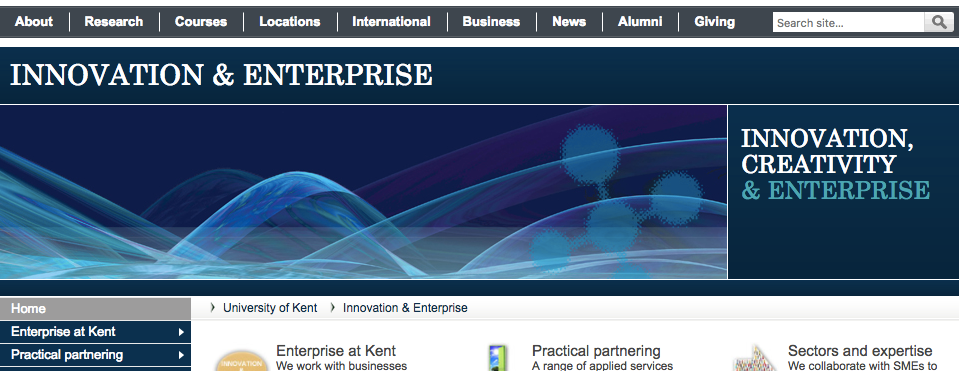 About Research Courses Locations International Business News Alumni Giving Search site...
INNOVATION & ENTERPRISE
INNOVATION,
CREATIVITY
& ENTERPRISE
Home
University of Kent Innovation & Enterprise
Enterprise at Kent
Practical partnering
Enterprise at Kent
We work with businesses
INNOVATION
&
Practical partnering
A range of applied services
Sectors and expertise
We collaborate with SMEs to